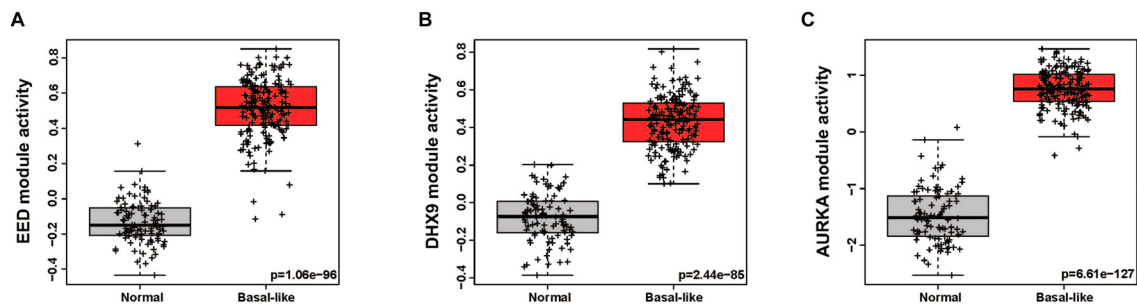 A
EED module activity
0.8
0.6
0.4
0.2
0.0
−0.2
−0.4
Normal
Basal-like
p=1.06e−96
B
DHX9 module activity
0.8
0.6
0.4
0.2
0.0
−0.2
−0.4
Normal
Basal-like
p=2.44e−85
C
AURKA module activity
1
0
−1
−2
Normal
Basal-like
p=6.61e−127